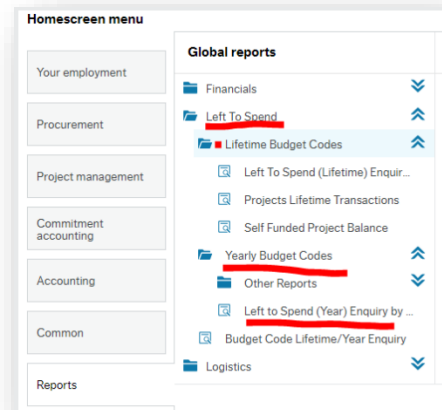 Homescreen menu
Your employment
Procurement
Project management
Commitment
accounting
Accounting
Common
Reports
Global reports
Financials
Left To Spend
Lifetime Budget Codes
Left To Spend (Lifetime) Enquir...
Projects Lifetime Transactions
Self Funded Project Balance
Yearly Budget Codes
Other Reports
Left to Spend (Year) Enquiry by ...
Budget Code Lifetime/Year Enquiry
Logistics